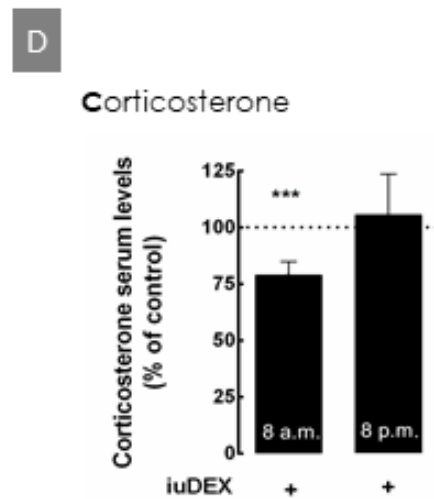 D
Corticosterone
Corticosterone serum levels
(% of control)
125
100
75
50
25
0
***
8 a.m.
8 p.m.
iuDEX + +